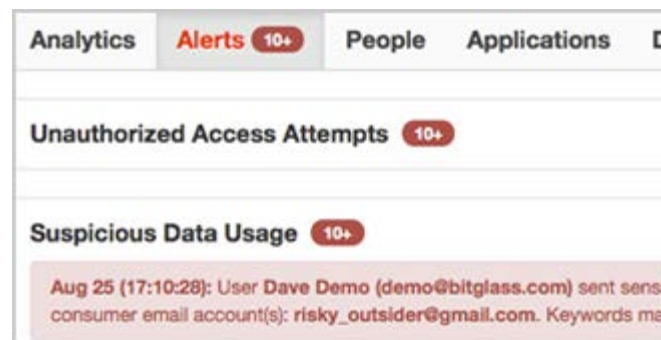 Analytics Alerts 10+ People Applications
Unauthorized Access Attempts 10+
Suspicious Data Usage 10+
Aug 25 (17:10:28): User Dave Demo (demo@bitglass.com) sent sens
consumer email account(s): risky_outsider@gmail.com. Keywords ma